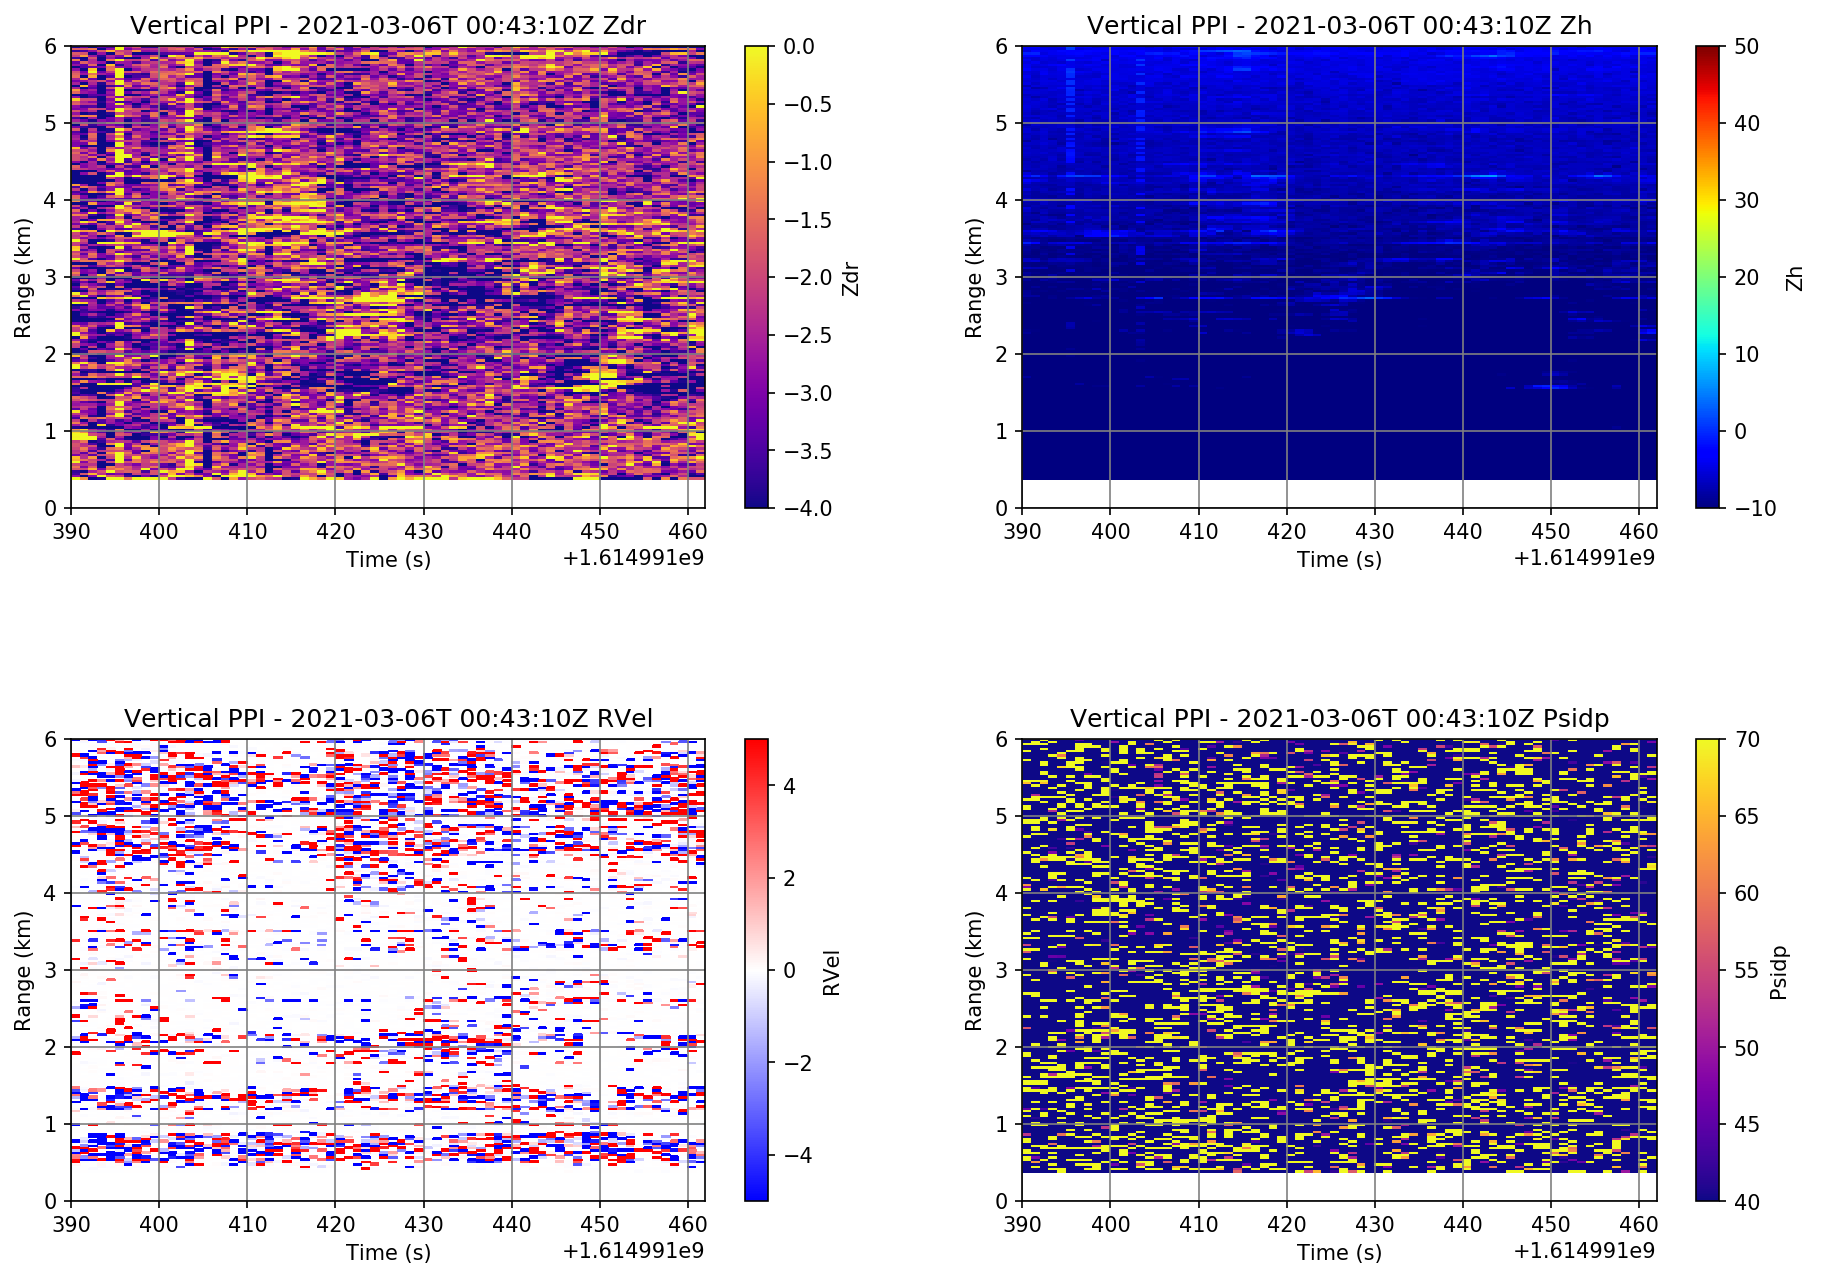 Vertical PPI - 2021-03-06T 00:43:10Z Zdr
6
5
4
3
2
1
0
Range (km)
390 400 410 420 430 440 450 460
Time (s)
+1.614991e9
0.0
−0.5
−1.0
−1.5
−2.0
−2.5
−3.0
−3.5
−4.0
Zdr
Vertical PPI - 2021-03-06T 00:43:10Z Zh
6
5
4
3
2
1
0
Range (km)
390 400 410 420 430 440 450 460
Time (s)
+1.614991e9
50
40
30
20
10
0
−10
Zh
Vertical PPI - 2021-03-06T 00:43:10Z RVel
6
5
4
3
2
1
0
Range (km)
390 400 410 420 430 440 450 460
Time (s)
+1.614991e9
4
2
0
−2
−4
RVel
Vertical PPI - 2021-03-06T 00:43:10Z Psidp
6
5
4
3
2
1
0
Range (km)
390 400 410 420 430 440 450 460
Time (s)
+1.614991e9
70
65
60
55
50
45
40
Psidp